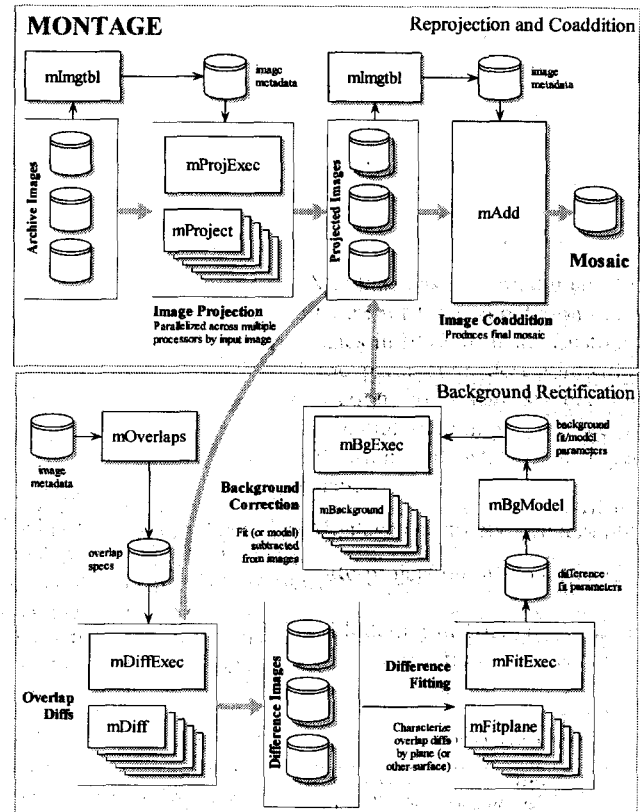 MONTAGE
Reprojection and Coaddition
mImgtbl
image
metadata
mImgtbl
image
metadata
Archive Images
mProjExec
mProject
Projected Images
mAdd
Mosaic
Image Projection
Parallelized across multiple
processors by input image
Image Coaddition
Produces final mosaic
Background Rectification
image
metadata
mOverlaps
overlap
specs
mBgExec
Background
Correction
mBackground
Fit (or model)
subtracted
from images
background
fit/model
parameters
mBgModel
difference
fit parameters
mDiffExec
Overlap
Diffs
mDiff
Difference Images
Difference
Fitting
Characterize
overlap diffs
by plane (or
other surface)
mFitExec
mFitplane